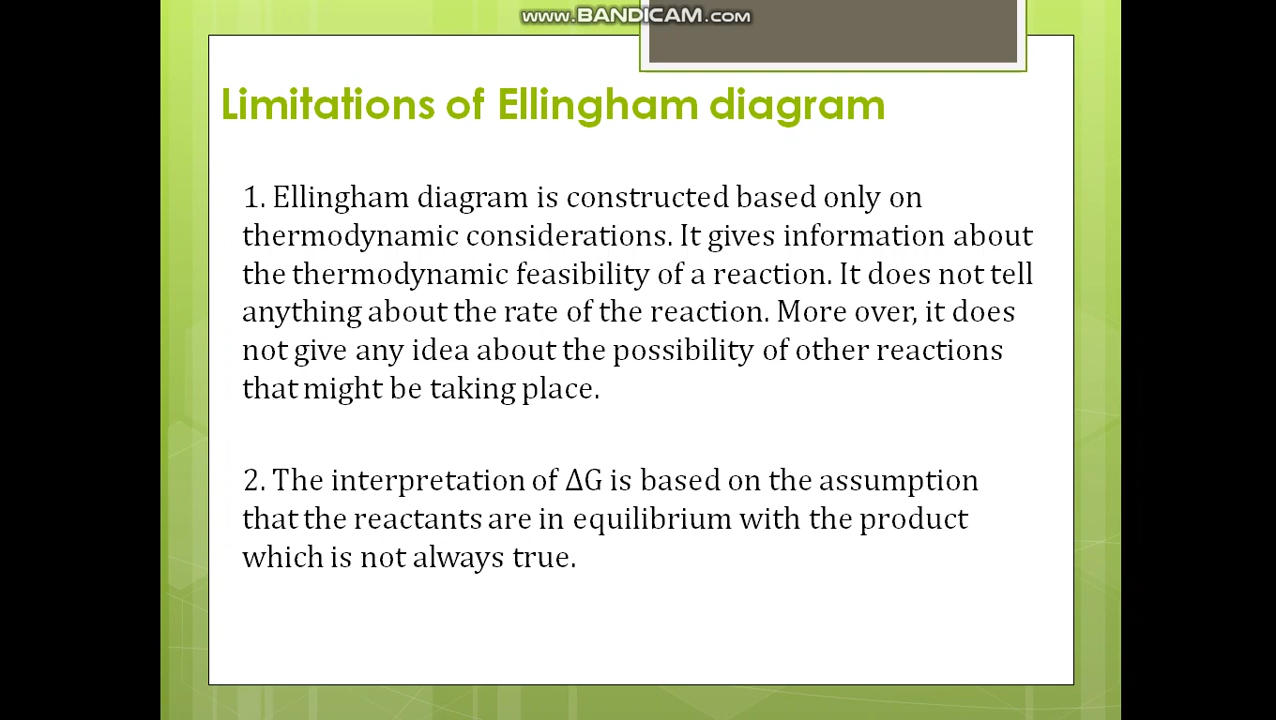 www.BANDICAM.com
Limitations of Ellingham diagram
1. Ellingham diagram is constructed based only on
thermodynamic considerations. It gives information about
the thermodynamic feasibility of a reaction. It does not tell
anything about the rate of the reaction. More over, it does
not give any idea about the possibility of other reactions
that might be taking place.
2. The interpretation of ΔG is based on the assumption
that the reactants are in equilibrium with the product
which is not always true.